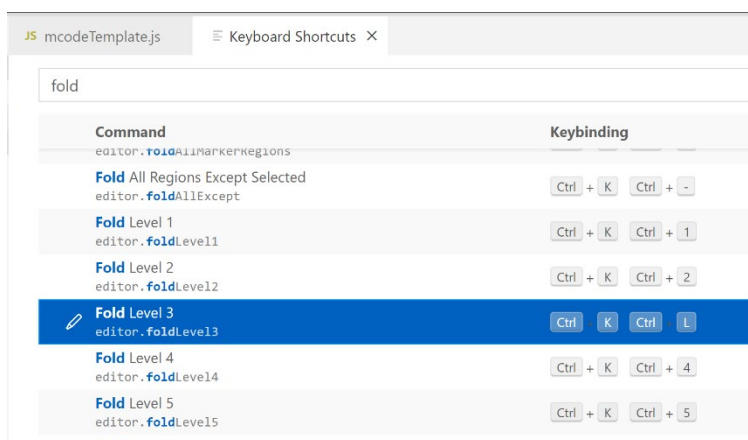 JS mcodeTemplate.js
Keyboard Shortcuts ×
fold
Command Keybinding
editor.foldAllMarkerRegions
Fold All Regions Except Selected
editor.foldAllExcept
Ctrl + K Ctrl + -
Fold Level 1
editor.foldLevel1
Ctrl + K Ctrl + 1
Fold Level 2
editor.foldLevel2
Ctrl + K Ctrl + 2
Fold Level 3
editor.foldLevel3
Ctrl + K Ctrl + L
Fold Level 4
editor.foldLevel4
Ctrl + K Ctrl + 4
Fold Level 5
editor.foldLevel5
Ctrl + K Ctrl + 5